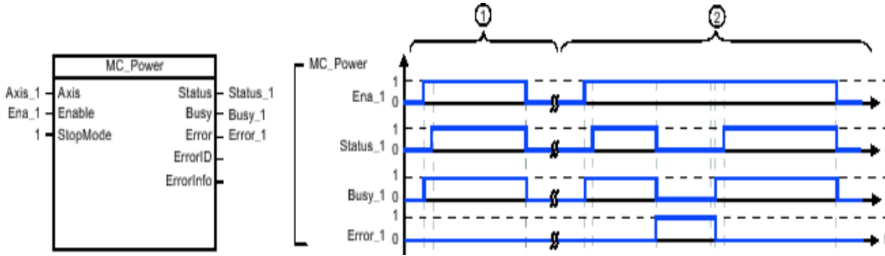 MC_Power
Axis_1 Axis Status Status_1
Ena_1 Enable Busy Busy_1
1 StopMode Error Error_1
ErrorID
ErrorInfo
1 2
MC_Power
1
Ena_1 0
1
Status_1 0
1
Busy_1 0
1
Error_1 0